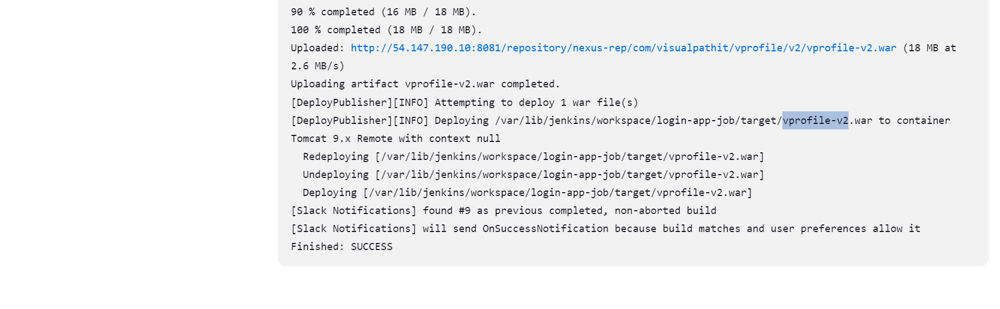 90 % completed (16 MB / 18 MB).
100 % completed (18 MB / 18 MB).
Uploaded: http://54.147.190.10:8081/repository/nexus-rep/com/visualpathit/vprofile/v2/vprofile-v2.war (18 MB at
2.6 MB/s)
Uploading artifact vprofile-v2.war completed.
[DeployPublisher][INFO] Attempting to deploy 1 war file(s)
[DeployPublisher][INFO] Deploying /var/lib/jenkins/workspace/login-app-job/target/vprofile-v2.war to container
Tomcat 9.x Remote with context null
  Redeploying [/var/lib/jenkins/workspace/login-app-job/target/vprofile-v2.war]
  Undeploying [/var/lib/jenkins/workspace/login-app-job/target/vprofile-v2.war]
  Deploying [/var/lib/jenkins/workspace/login-app-job/target/vprofile-v2.war]
[Slack Notifications] found #9 as previous completed, non-aborted build
[Slack Notifications] will send OnSuccessNotification because build matches and user preferences allow it
Finished: SUCCESS